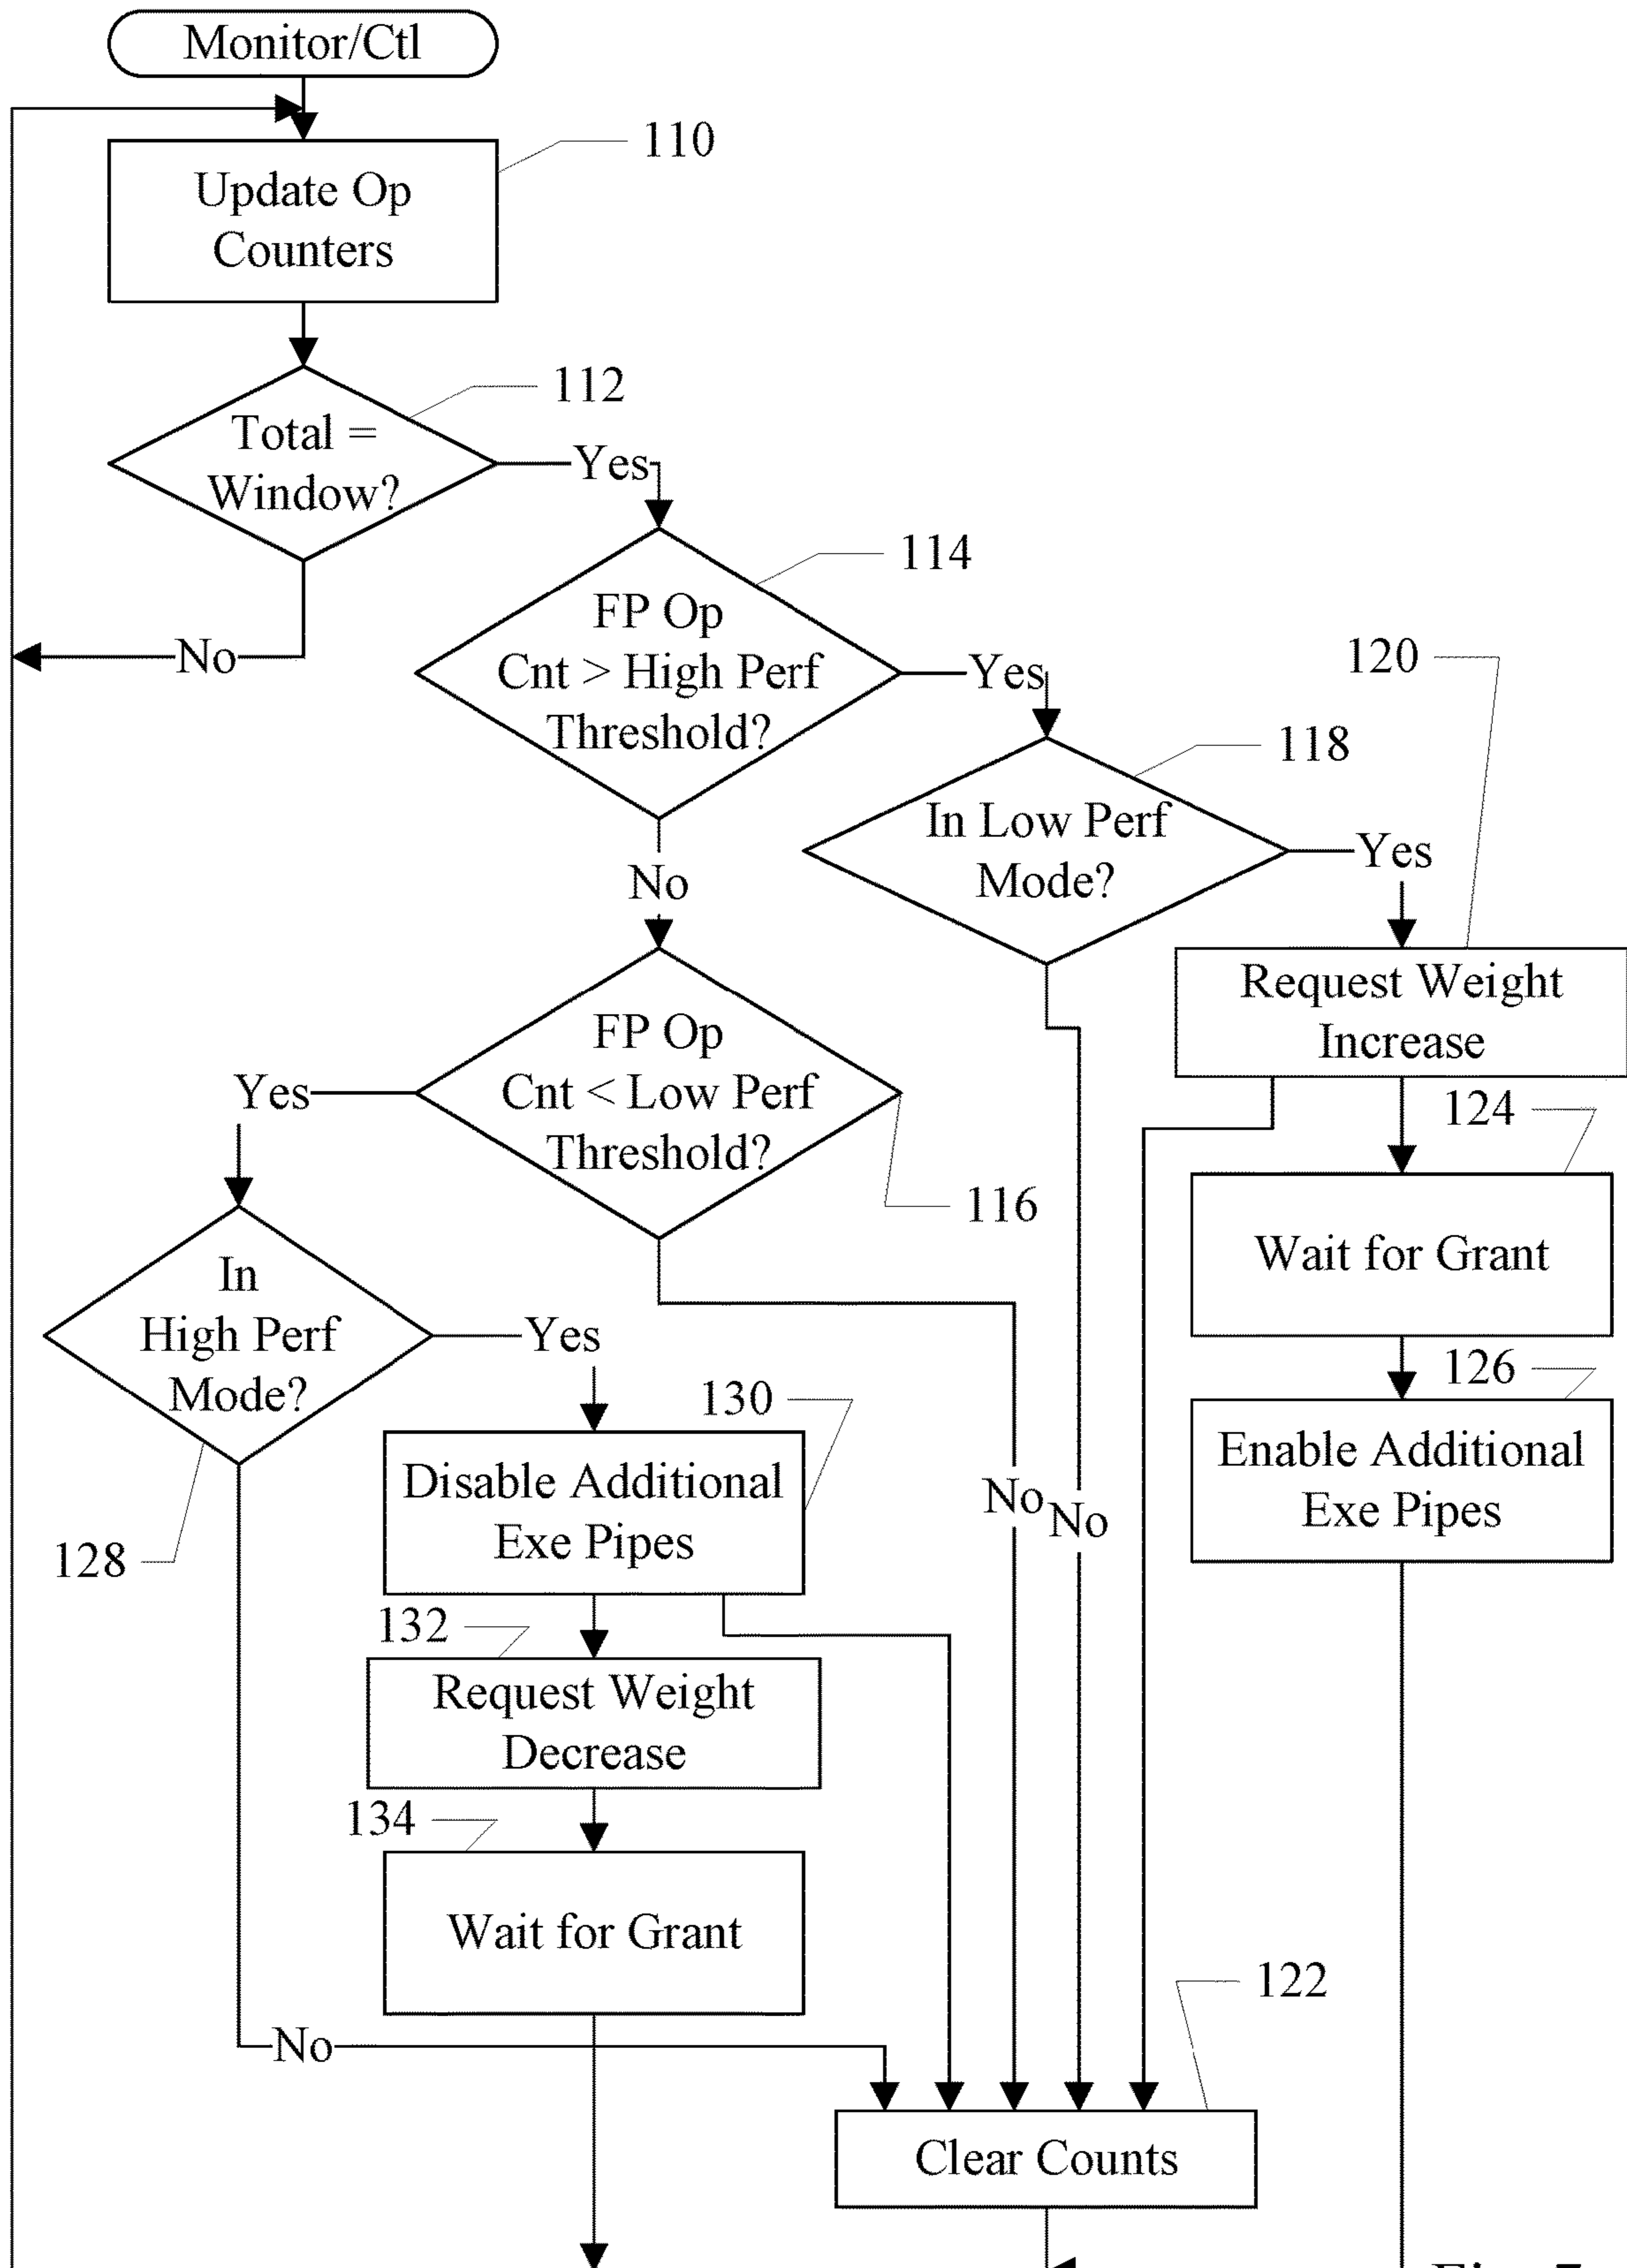 Monitor/Ctl
110
Update Op
Counters
112
Total =
Window?
Yes
No
114
FP Op
Cnt > High Perf
Threshold?
Yes
No
120
118
In Low Perf
Mode?
Yes
No
Request Weight
Increase
FP Op
Cnt < Low Perf
Threshold?
Yes
No
116
124
Wait for Grant
126
Enable Additional
Exe Pipes
In
High Perf
Mode?
Yes
No
128
130
Disable Additional
Exe Pipes
132
Request Weight
Decrease
134
Wait for Grant
122
Clear Counts